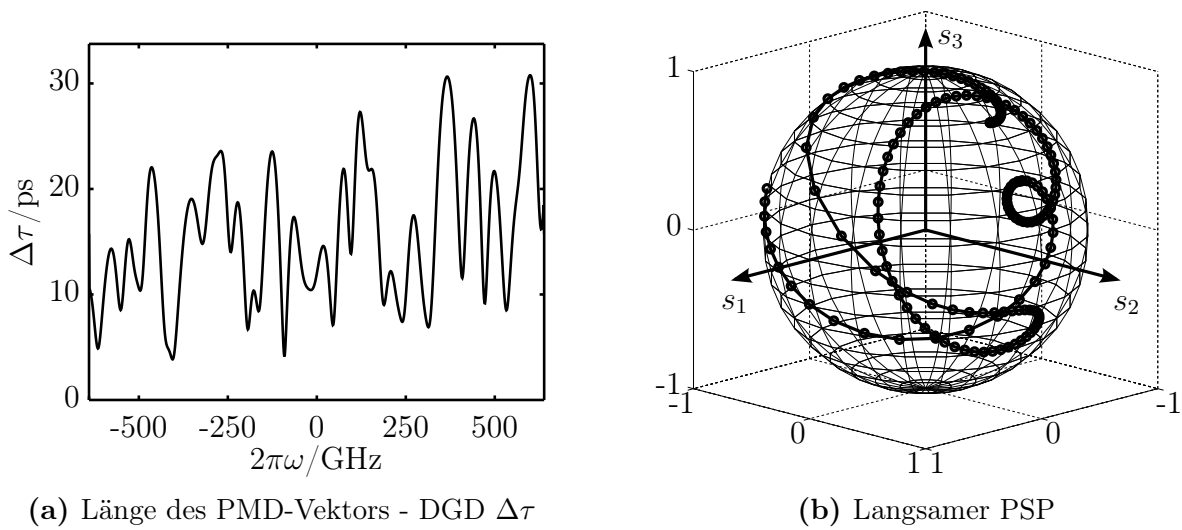 30
20
10
0
Δτ/ps
-500 -250 0 250 500
2πω/GHz
(a) Länge des PMD-Vektors - DGD Δτ
1
0
-1
s₃
s₁
s₂
-1 0 1 1 0 -1
(b) Langsamer PSP